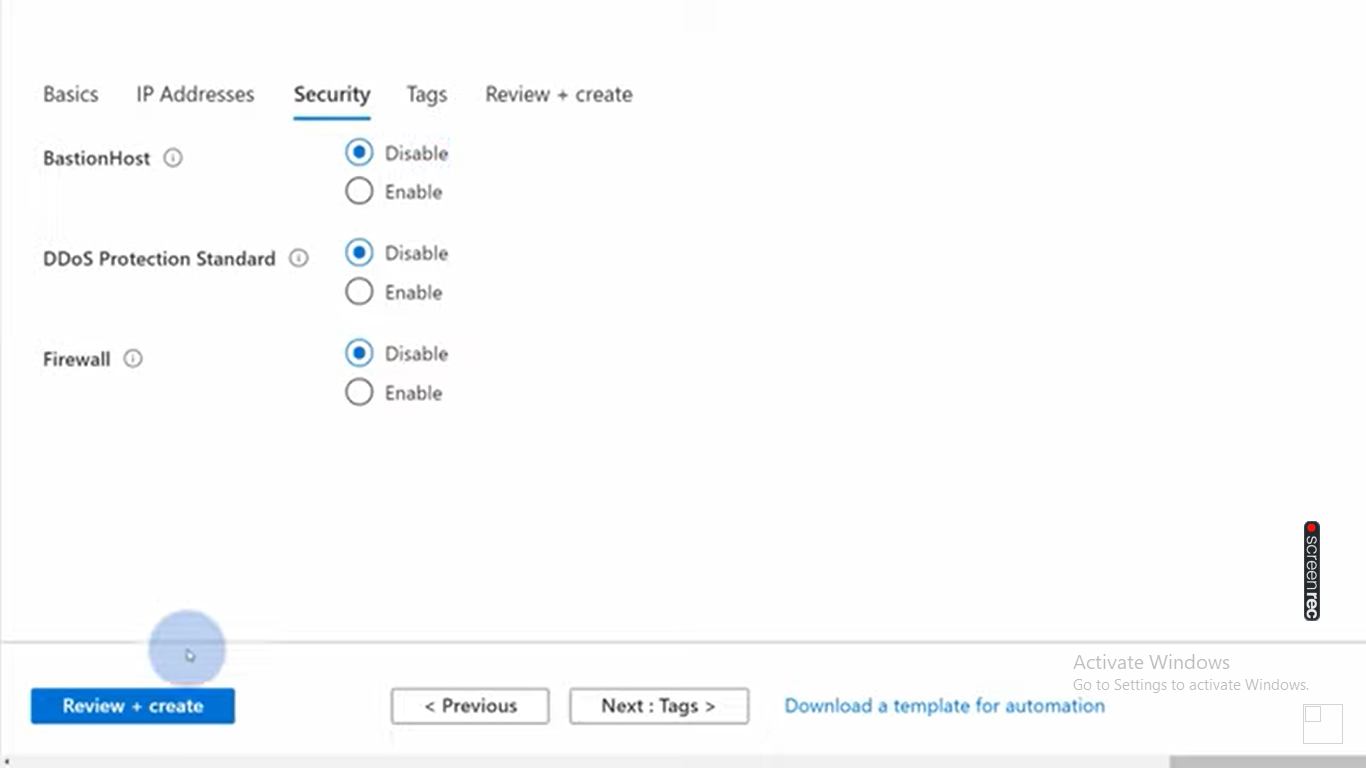 Basics IP Addresses Security Tags Review + create
BastionHost Disable
Enable
DDoS Protection Standard Disable
Enable
Firewall Disable
Enable
screenrec
Activate Windows
Go to Settings to activate Windows.
Review + create < Previous Next : Tags > Download a template for automation